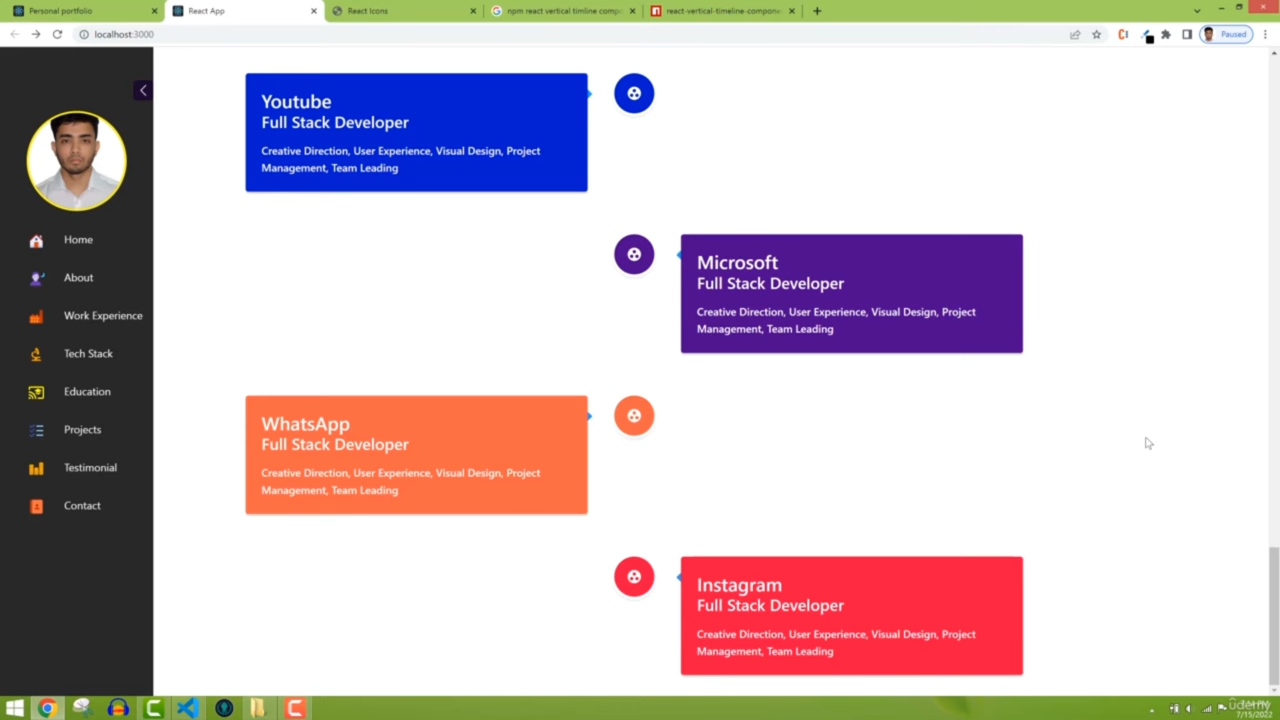 Personal portfolio
React App
React Icons
npm react vertical timline compo
react-vertical-timeline-compone
localhost:3000
Paused
Home
About
Work Experience
Tech Stack
Education
Projects
Testimonial
Contact
Youtube
Full Stack Developer
Creative Direction, User Experience, Visual Design, Project
Management, Team Leading
Microsoft
Full Stack Developer
Creative Direction, User Experience, Visual Design, Project
Management, Team Leading
WhatsApp
Full Stack Developer
Creative Direction, User Experience, Visual Design, Project
Management, Team Leading
Instagram
Full Stack Developer
Creative Direction, User Experience, Visual Design, Project
Management, Team Leading
udemy
7/15/2022